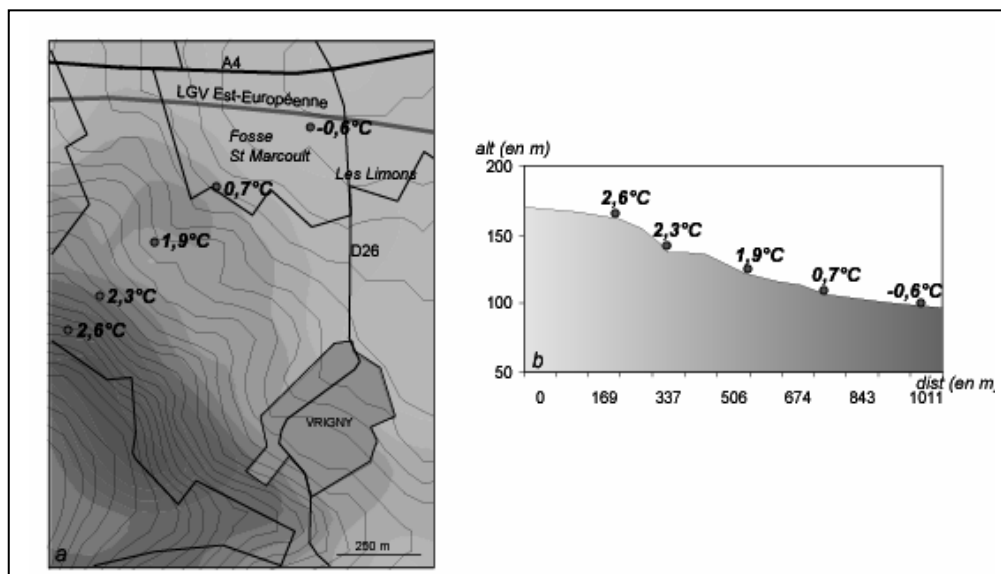 A4
LGV Est-Européenne
-0,6°C
Fosse
St Marcoult
Les Limons
0,7°C
1,9°C
D26
2,3°C
2,6°C
VRIGNY
250 m
a
alt (en m)
200
150
100
50
2,6°C
2,3°C
1,9°C
0,7°C
-0,6°C
b
dist (en m)
0 169 337 506 674 843 1011